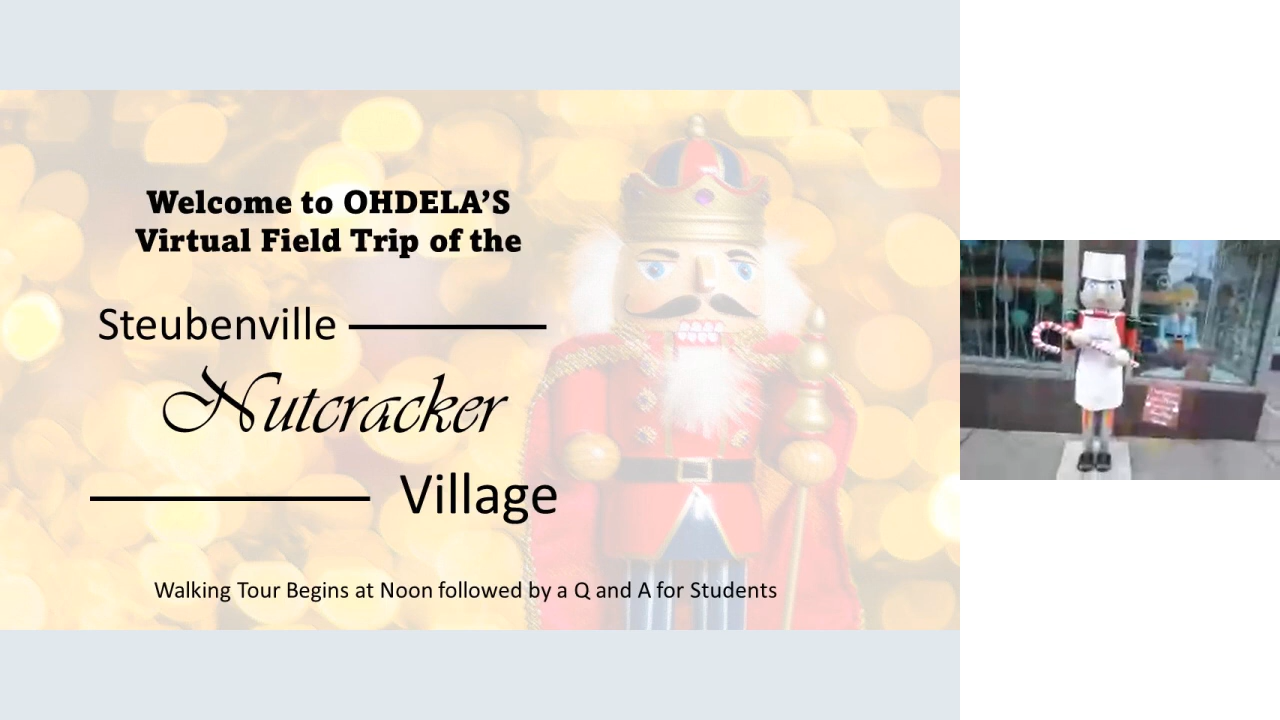 Welcome to OHDELA’S
Virtual Field Trip of the
Steubenville
Nutcracker
Village
Walking Tour Begins at Noon followed by a Q and A for Students